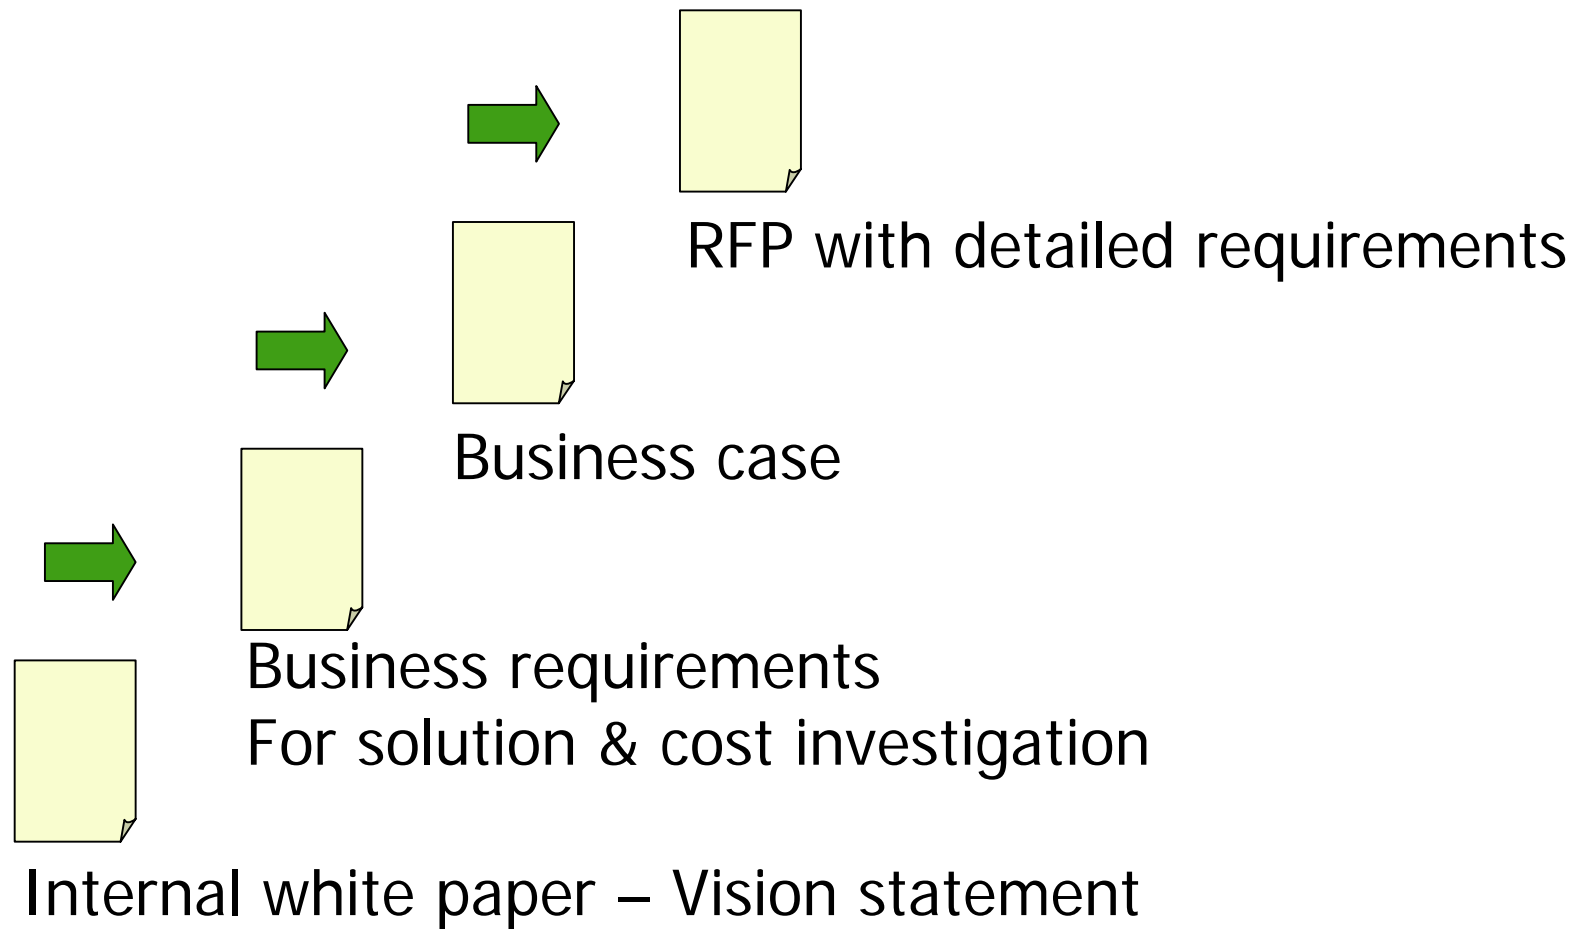 RFP with detailed requirements
Business case
Business requirements
For solution & cost investigation
Internal white paper – Vision statement